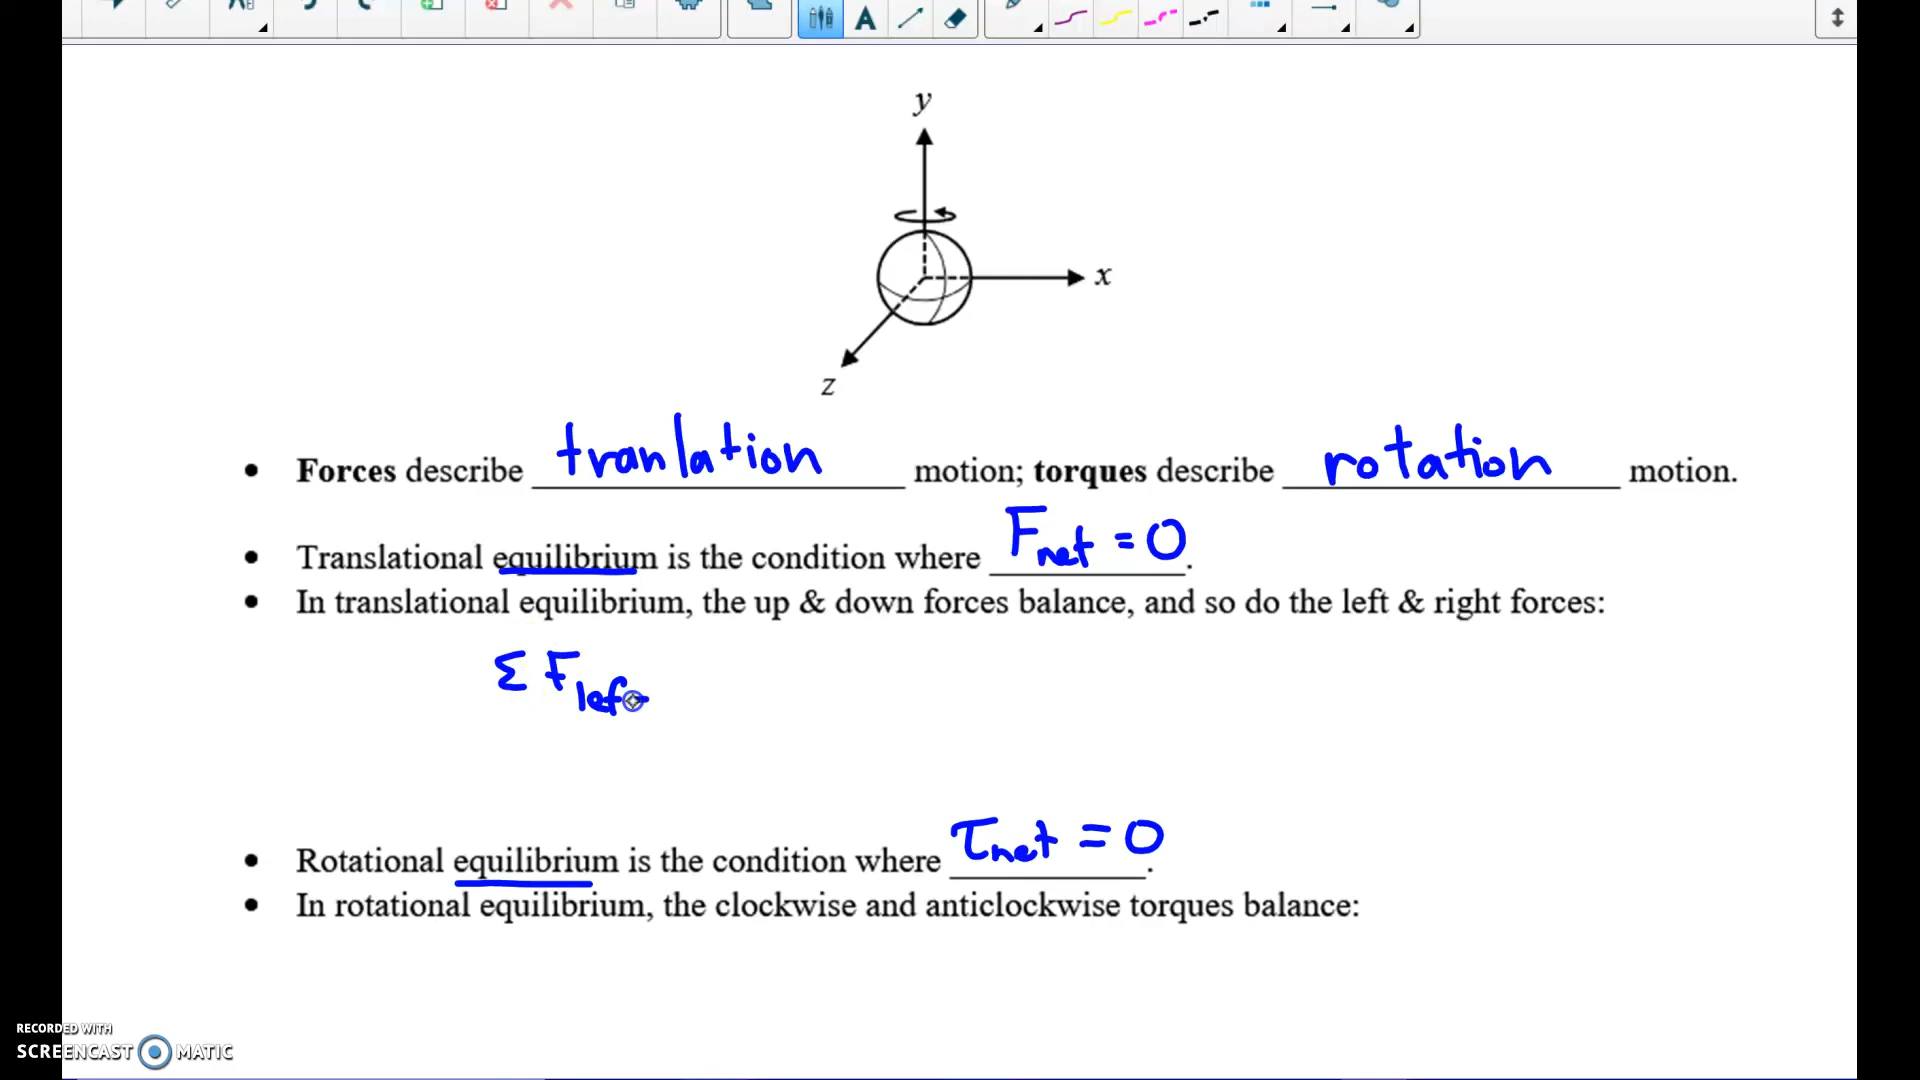 y
x
z
• Forces describe tranlation motion; torques describe rotation motion.
• Translational equilibrium is the condition where Fnet = 0.
• In translational equilibrium, the up & down forces balance, and so do the left & right forces:
Σ Flef
• Rotational equilibrium is the condition where τnet = 0.
• In rotational equilibrium, the clockwise and anticlockwise torques balance:
RECORDED WITH
SCREENCAST MATIC